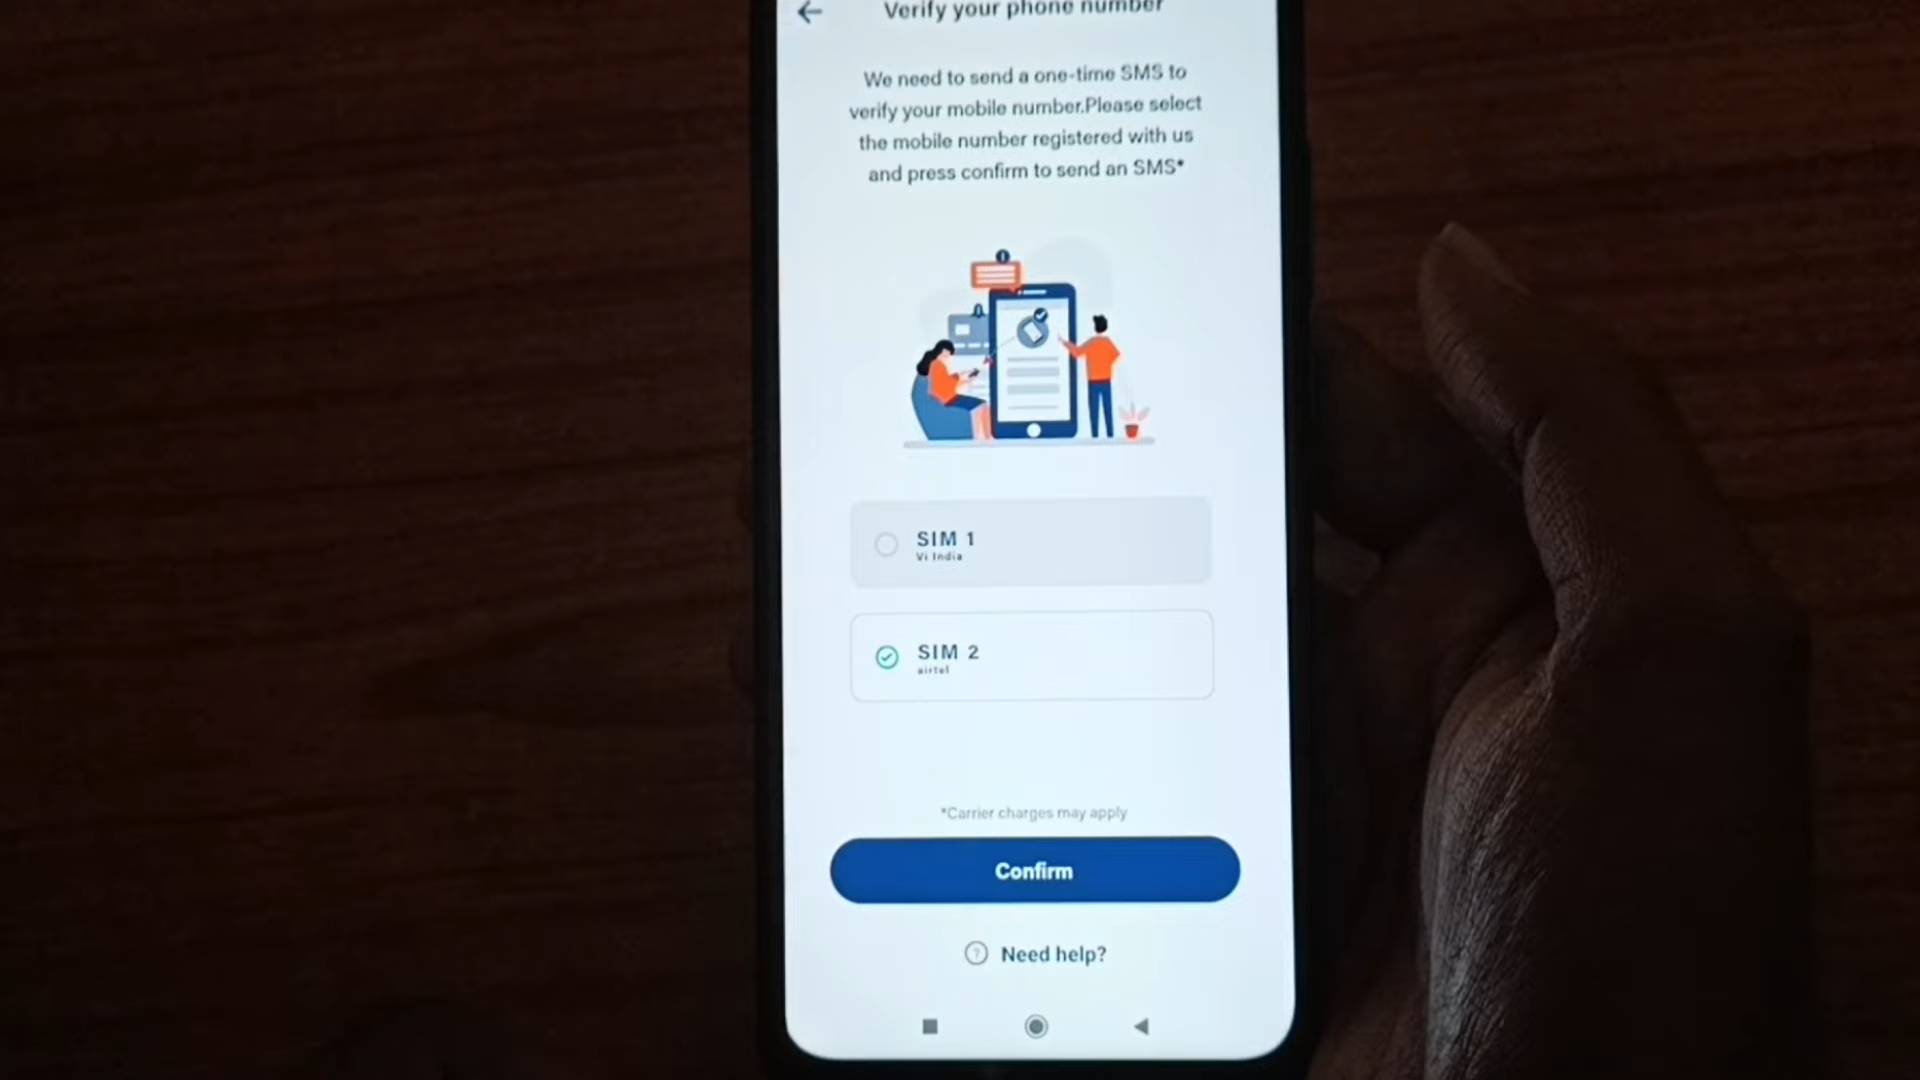 Verify your phone number
We need to send a one-time SMS to
verify your mobile number.Please select
the mobile number registered with us
and press confirm to send an SMS*
SIM 1
Vi India
SIM 2
airtel
*Carrier charges may apply
Confirm
? Need help?